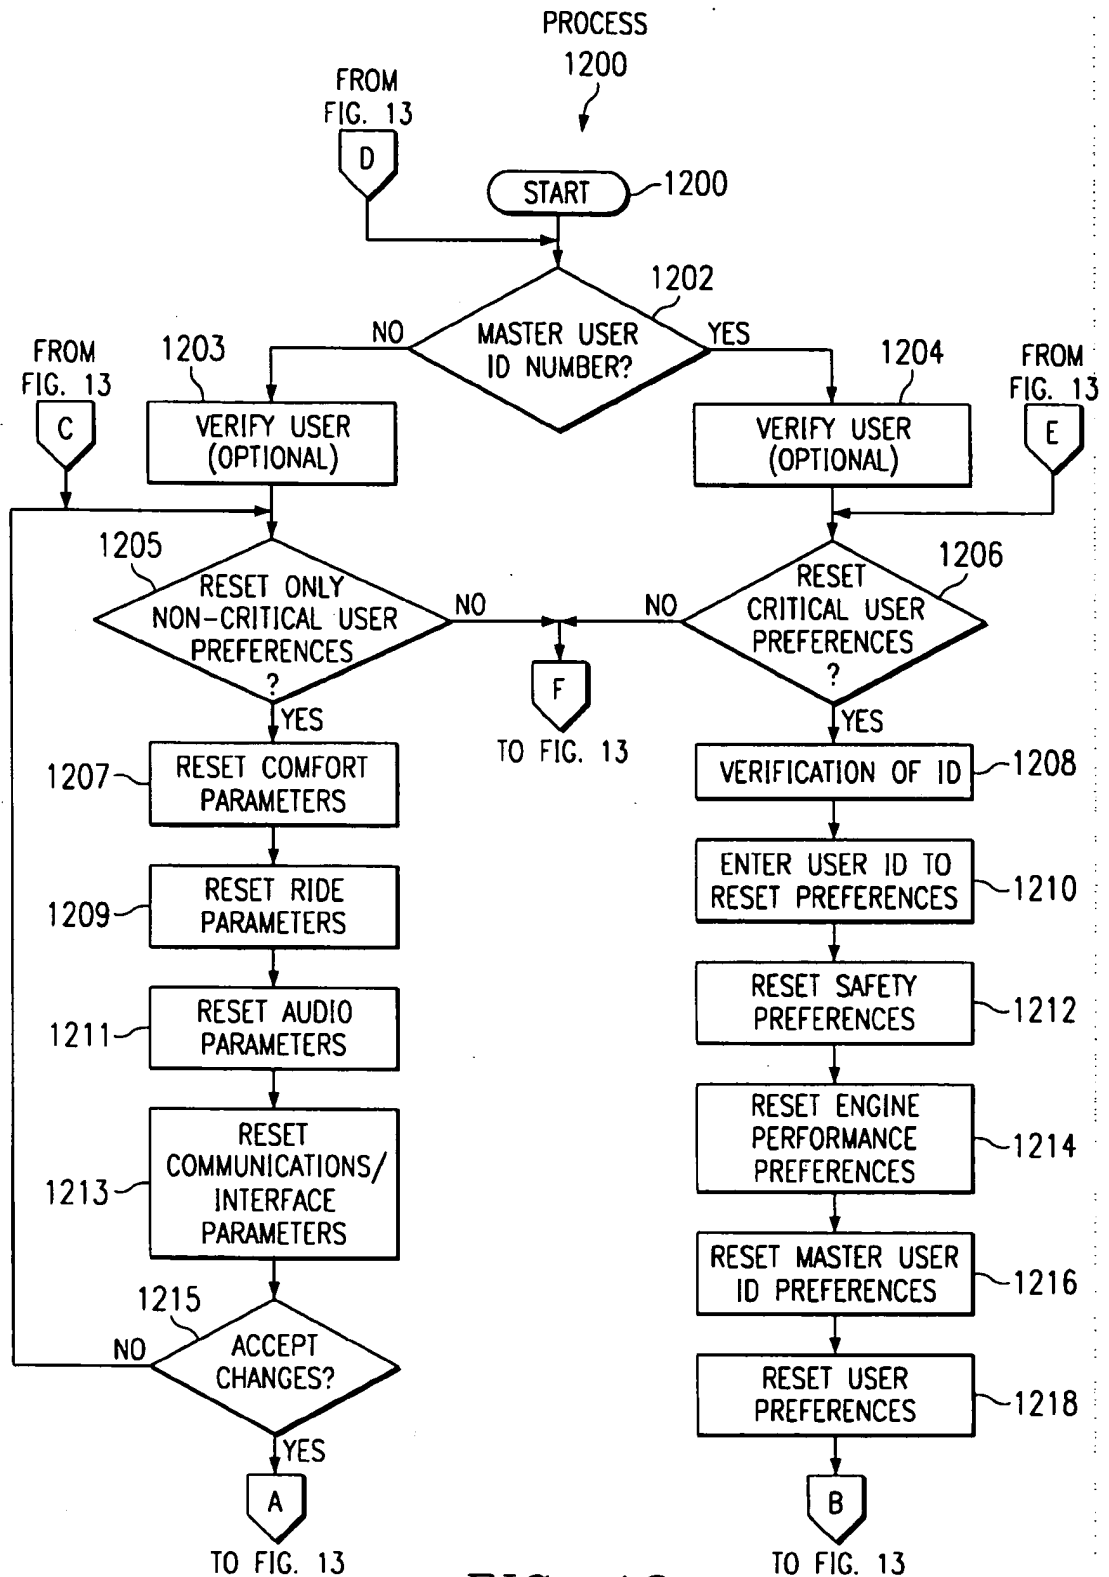 PROCESS
1200
FROM
FIG. 13
D
START
1200
1202
MASTER USER
ID NUMBER?
NO
YES
1203
1204
FROM
FIG. 13
C
FROM
FIG. 13
E
VERIFY USER
(OPTIONAL)
VERIFY USER
(OPTIONAL)
1205
RESET ONLY
NON-CRITICAL USER
PREFERENCES
?
NO
YES
1206
RESET
CRITICAL USER
PREFERENCES
?
NO
YES
F
TO FIG. 13
1207
RESET COMFORT
PARAMETERS
VERIFICATION OF ID
1208
1209
RESET RIDE
PARAMETERS
ENTER USER ID TO
RESET PREFERENCES
1210
1211
RESET AUDIO
PARAMETERS
RESET SAFETY
PREFERENCES
1212
1213
RESET
COMMUNICATIONS/
INTERFACE
PARAMETERS
RESET ENGINE
PERFORMANCE
PREFERENCES
1214
RESET MASTER USER
ID PREFERENCES
1216
1215
ACCEPT
CHANGES?
NO
YES
RESET USER
PREFERENCES
1218
A
TO FIG. 13
B
TO FIG. 13